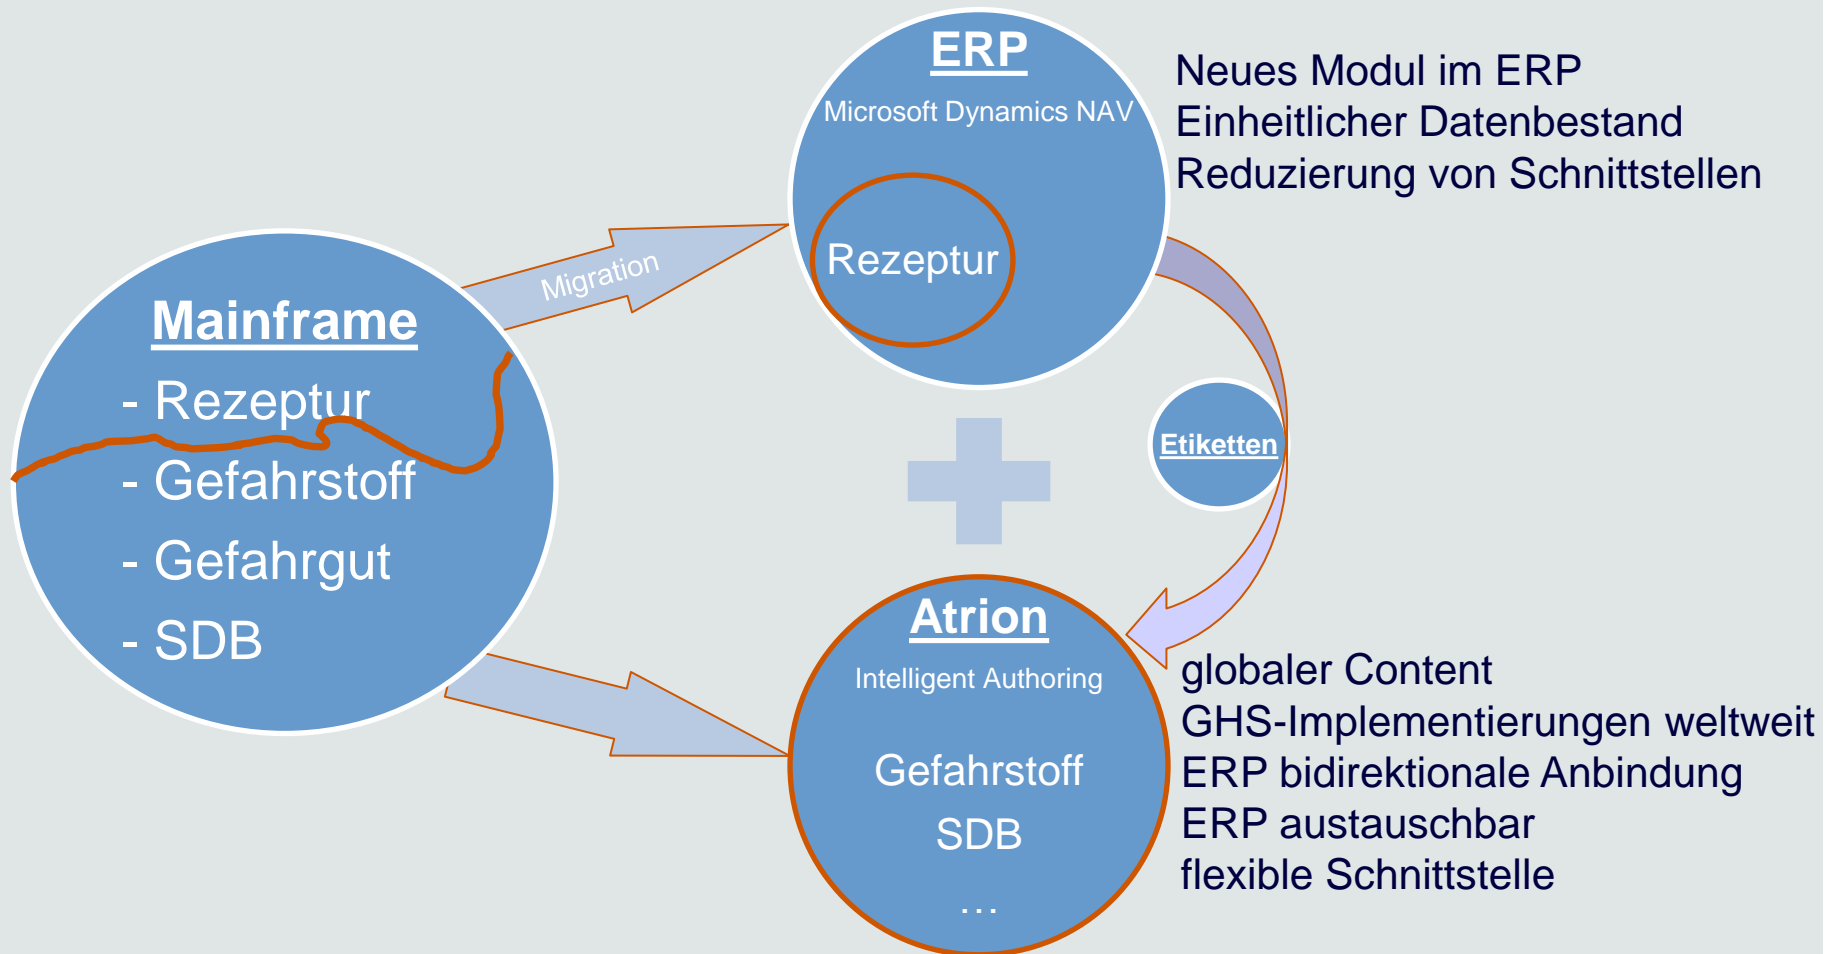 ERP
Microsoft Dynamics NAV
Rezeptur
Neues Modul im ERP
Einheitlicher Datenbestand
Reduzierung von Schnittstellen
Migration
Mainframe
- Rezeptur
- Gefahrstoff
- Gefahrgut
- SDB
Etiketten
Atrion
Intelligent Authoring
Gefahrstoff
SDB
...
globaler Content
GHS-Implementierungen weltweit
ERP bidirektionale Anbindung
ERP austauschbar
flexible Schnittstelle